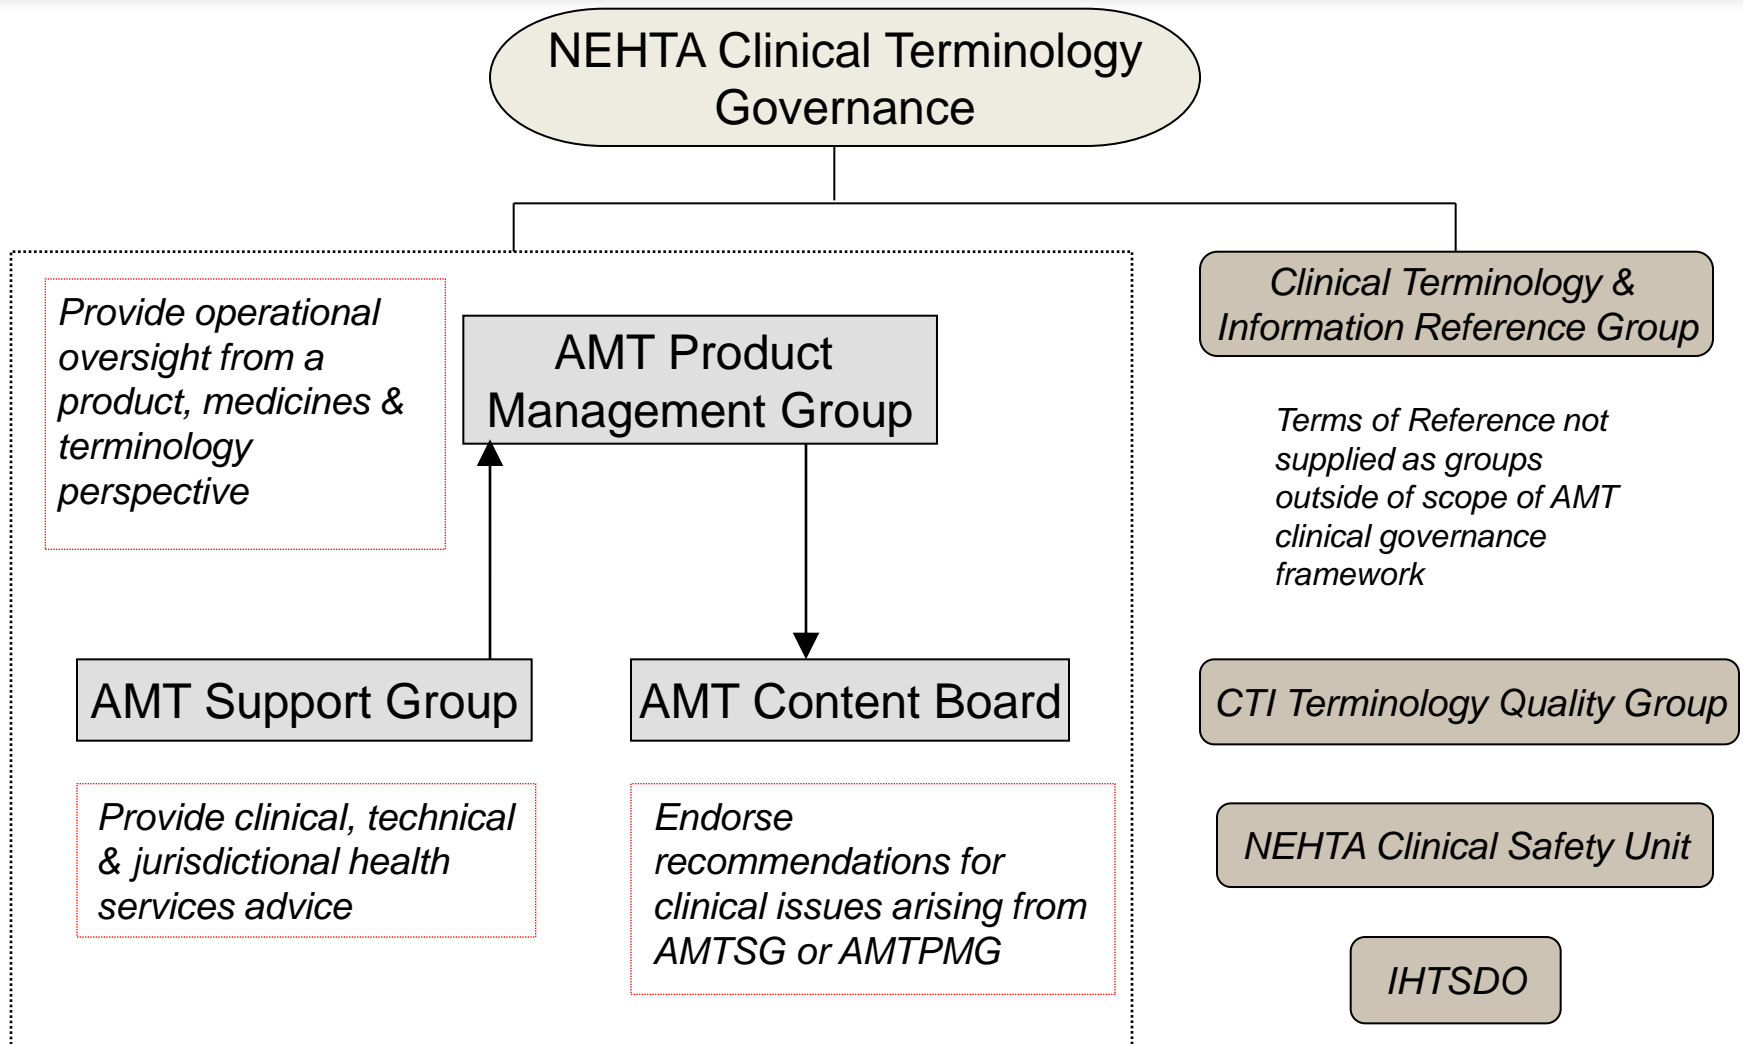 NEHTA Clinical Terminology
Governance
Provide operational
oversight from a
product, medicines &
terminology
perspective
AMT Product
Management Group
Clinical Terminology &
Information Reference Group
Terms of Reference not
supplied as groups
outside of scope of AMT
clinical governance
framework
AMT Support Group
AMT Content Board
CTI Terminology Quality Group
Provide clinical, technical
& jurisdictional health
services advice
Endorse
recommendations for
clinical issues arising from
AMTSG or AMTPMG
NEHTA Clinical Safety Unit
IHTSDO